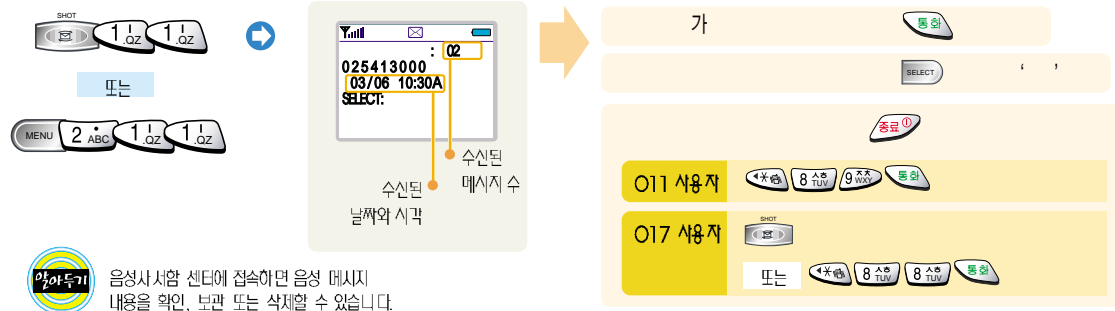 SHOT
1 .QZ 1 .QZ
또는
MENU 2 ABC 1 .QZ 1 .QZ
: 02
025413000
03/06 10:30A
SELECT:
수신된
메시지 수
수신된
날짜와 시각
알아두기
음성사서함 센터에 접속하면 음성 메시지
내용을 확인, 보관 또는 삭제할 수 있습니다.
가 통화
SELECT ‘ ’
종료
011 사용자 * 8 ㅅㅎ TUV 9 ㅈㅊ WXY 통화
017 사용자 SHOT
또는 * 8 ㅅㅎ TUV 8 ㅅㅎ TUV 통화